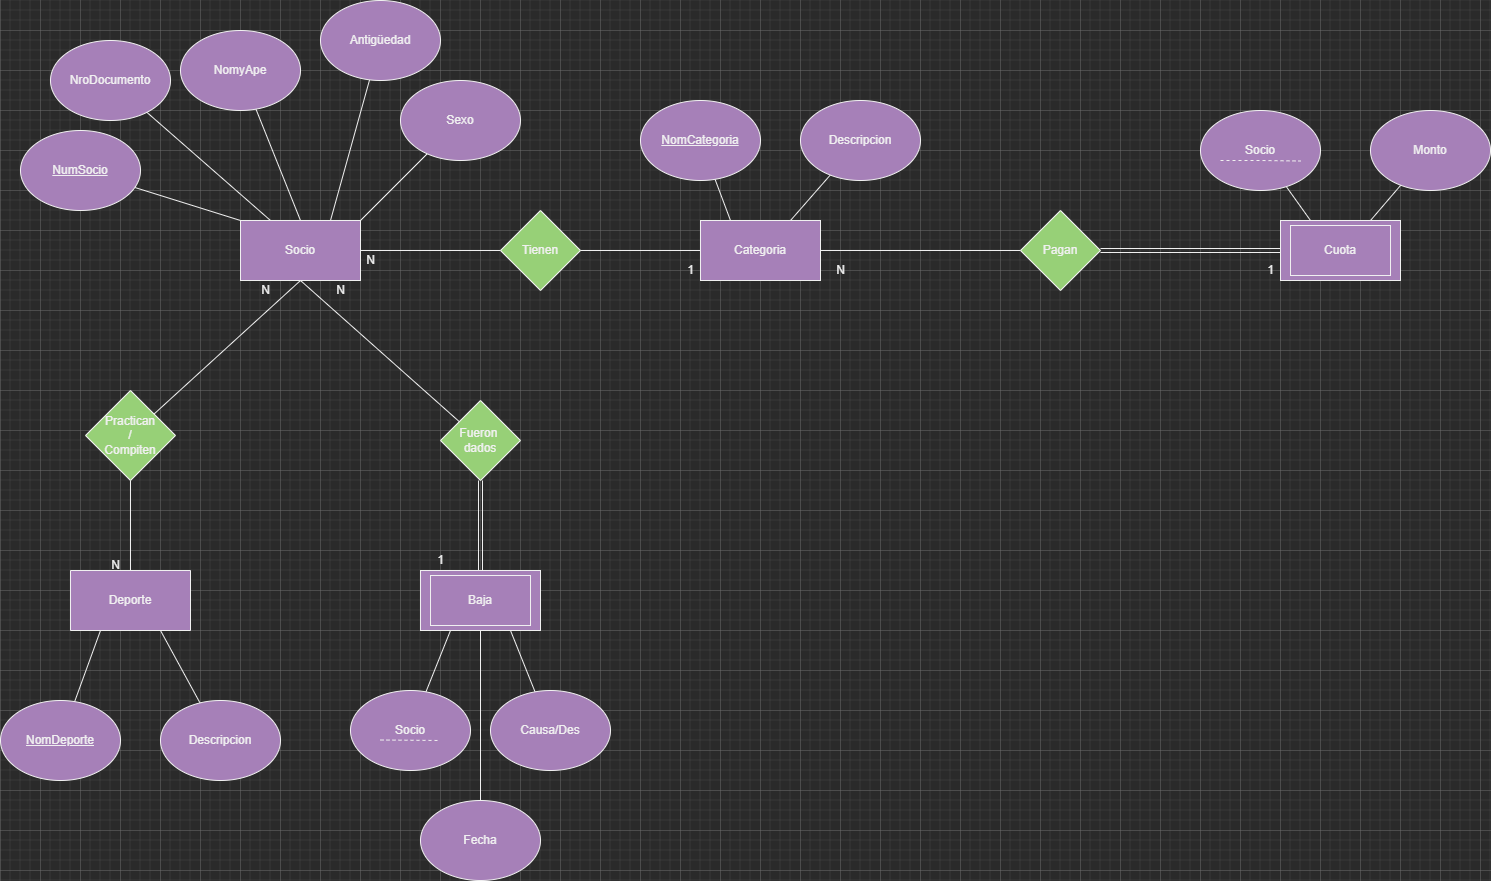 Antigüedad
NomyApe
NroDocumento
Sexo
NumSocio
NomCategoria
Descripcion
Socio
Monto
Socio
N
Tienen
1
Categoria
N
Pagan
1
Cuota
N
N
Practican
/
Compiten
Fueron
dados
N
1
Deporte
Baja
NomDeporte
Descripcion
Socio
Causa/Des
Fecha